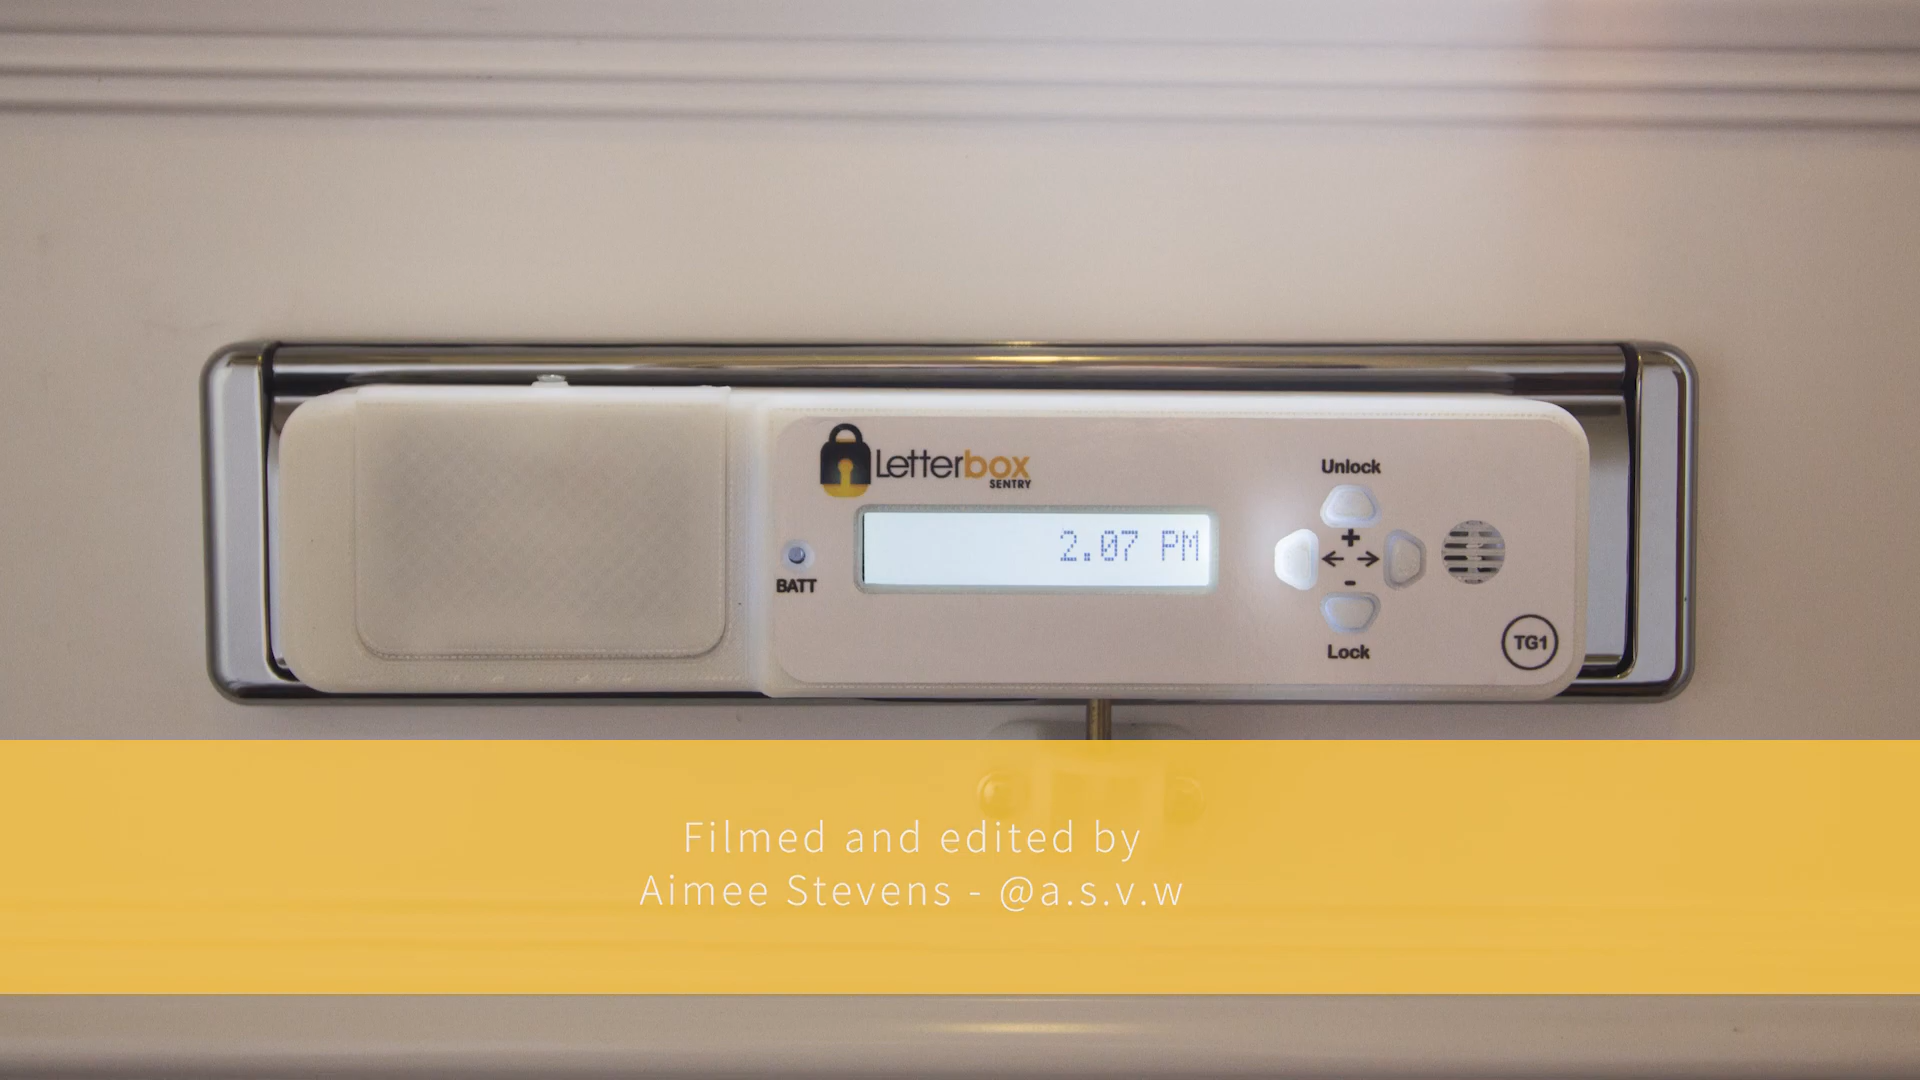 Letterbox
SENTRY
Unlock
2.07 PM
+
-
BATT
Lock
TG1
Filmed and edited by
Aimee Stevens - @a.s.v.w